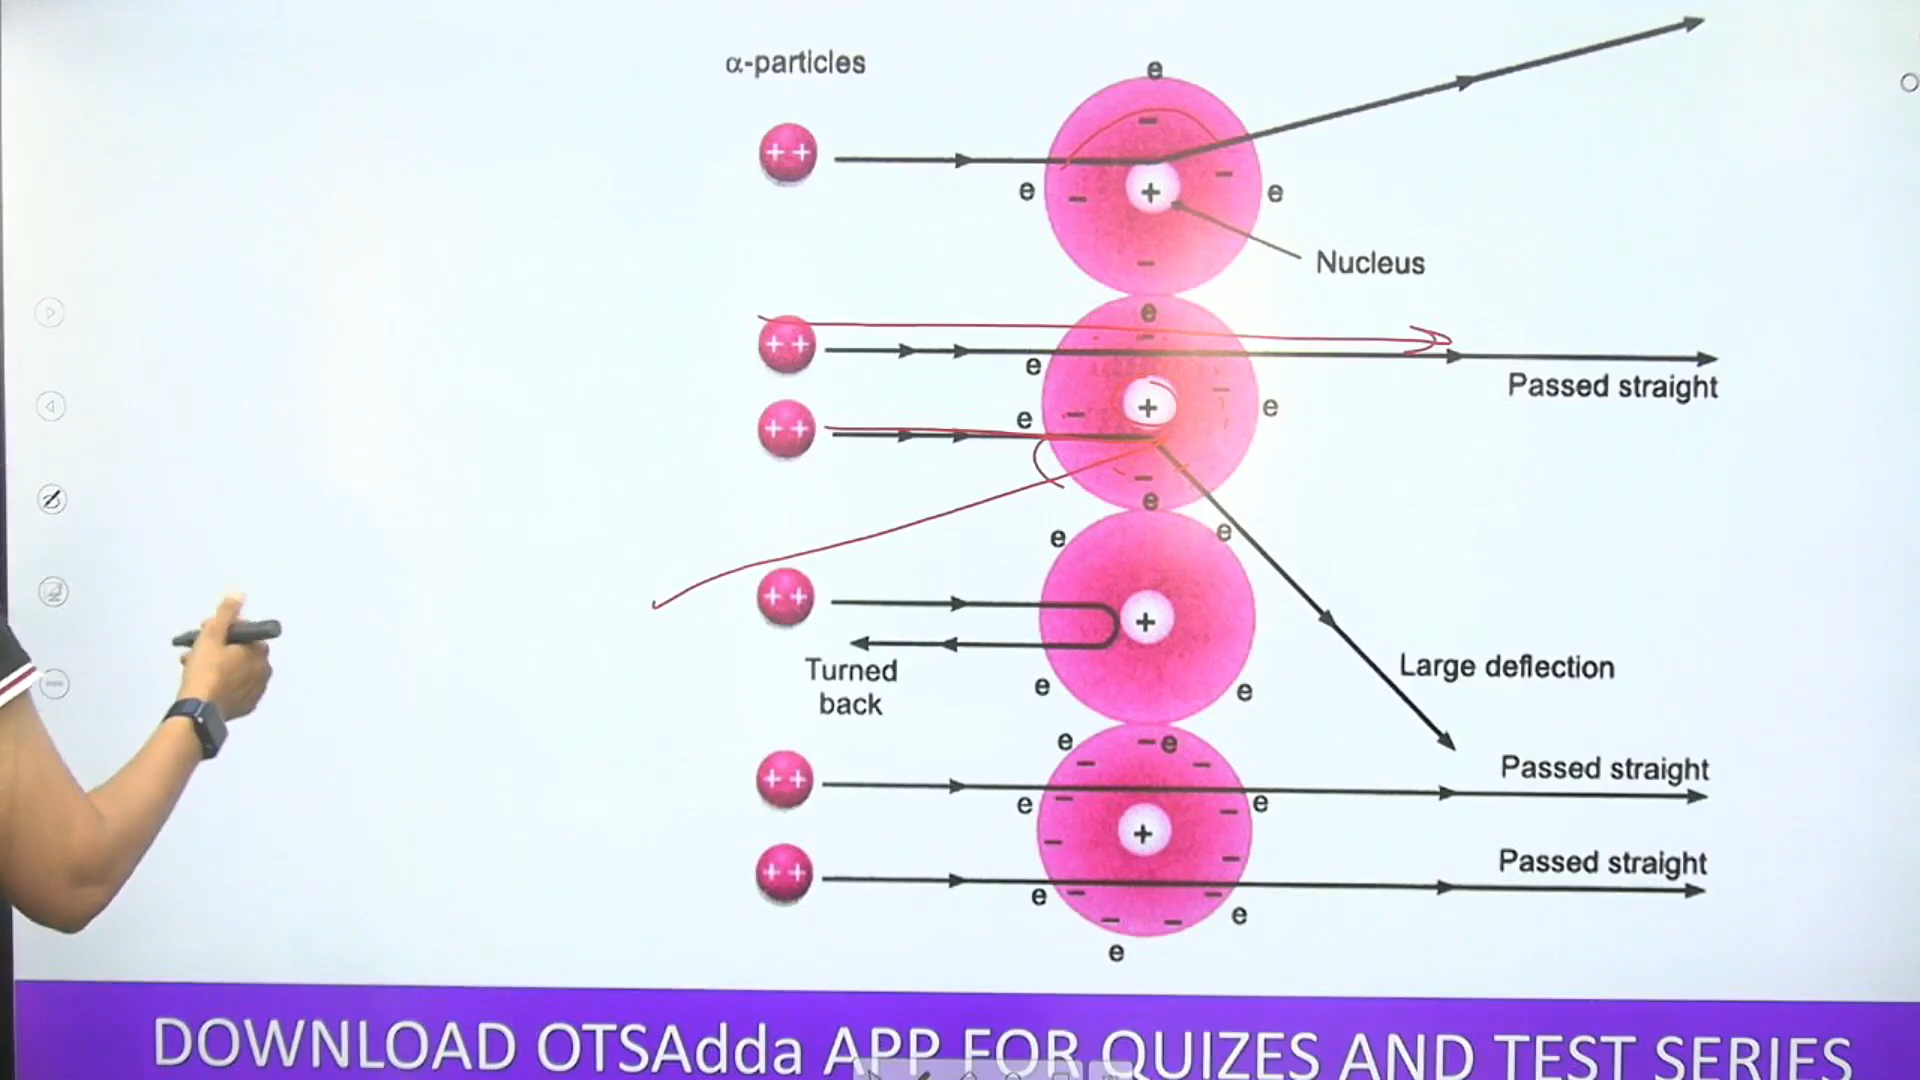 α-particles
e
++
−
e
−
−
e
+
−
Nucleus
e
++
−
e
Passed straight
−
+
e
++
e
−
−
e
e
e
++
+
Turned
back
e
e
Large deflection
e
− e
−
−
Passed straight
++
e
−
e
−
+
−
−
Passed straight
++
e
−
−
−
−
e
e
DOWNLOAD OTSAdda APP FOR QUIZES AND TEST SERIES